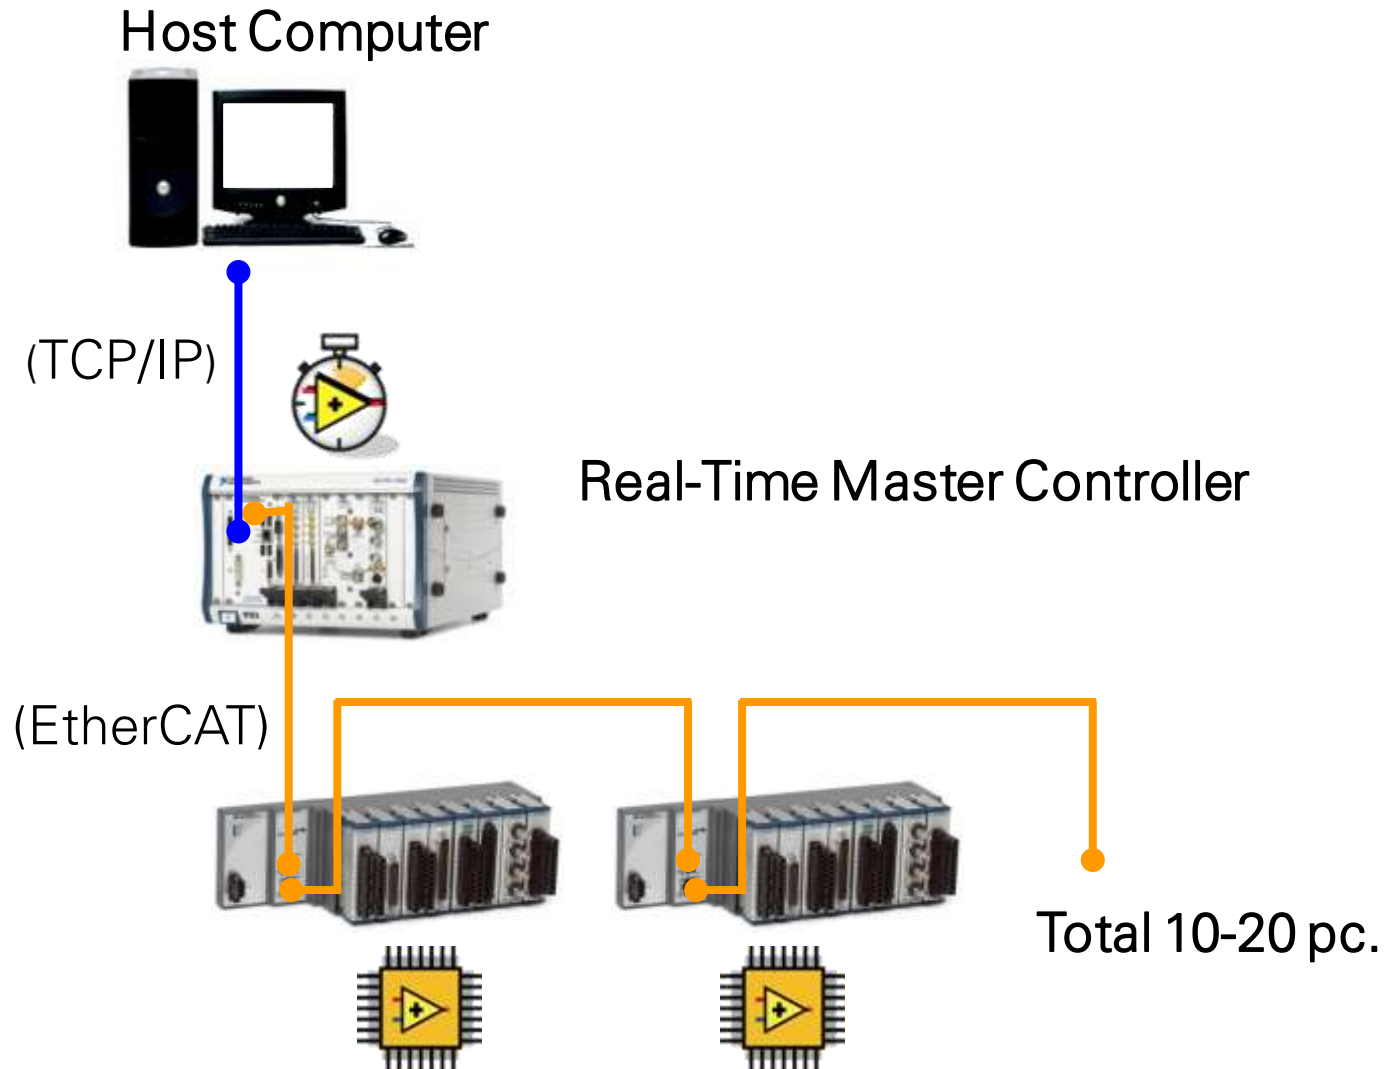 Host Computer
(TCP/IP)
Real-Time Master Controller
(EtherCAT)
Total 10-20 pc.